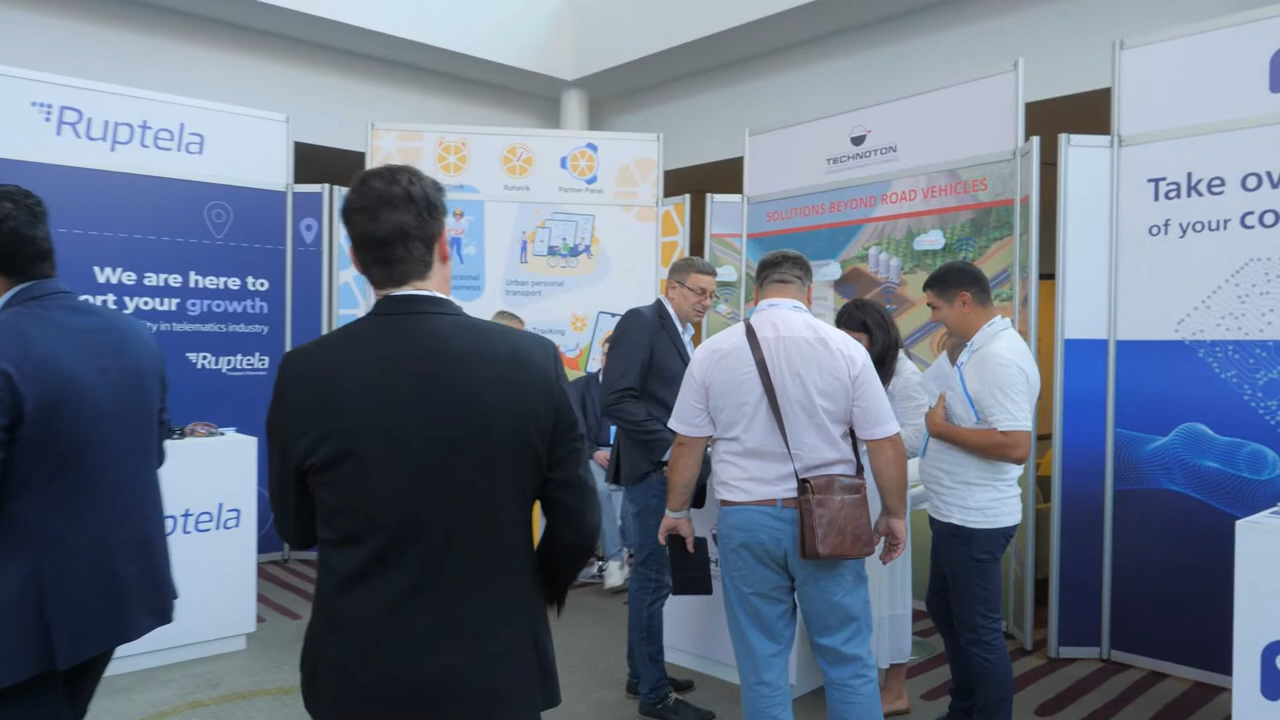 Ruptela
We are here to
ort your growth
ty in telematics industry
Ruptela
ptela
Ruhavik
Partner Panel
Urban personal
transport
Tracking
TECHNOTON
SOLUTIONS BEYOND ROAD VEHICLES
Take ov
of your co